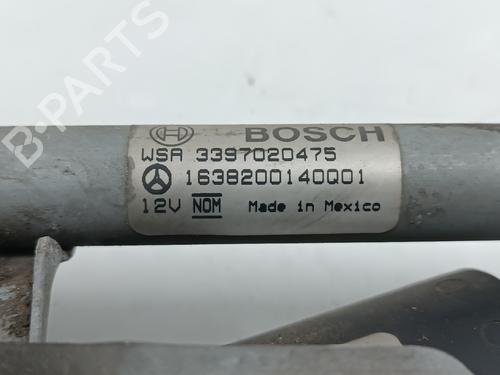 BOSCH
WSA 3397020475
1638200140Q01
12V NOM Made in Mexico
B-PARTS